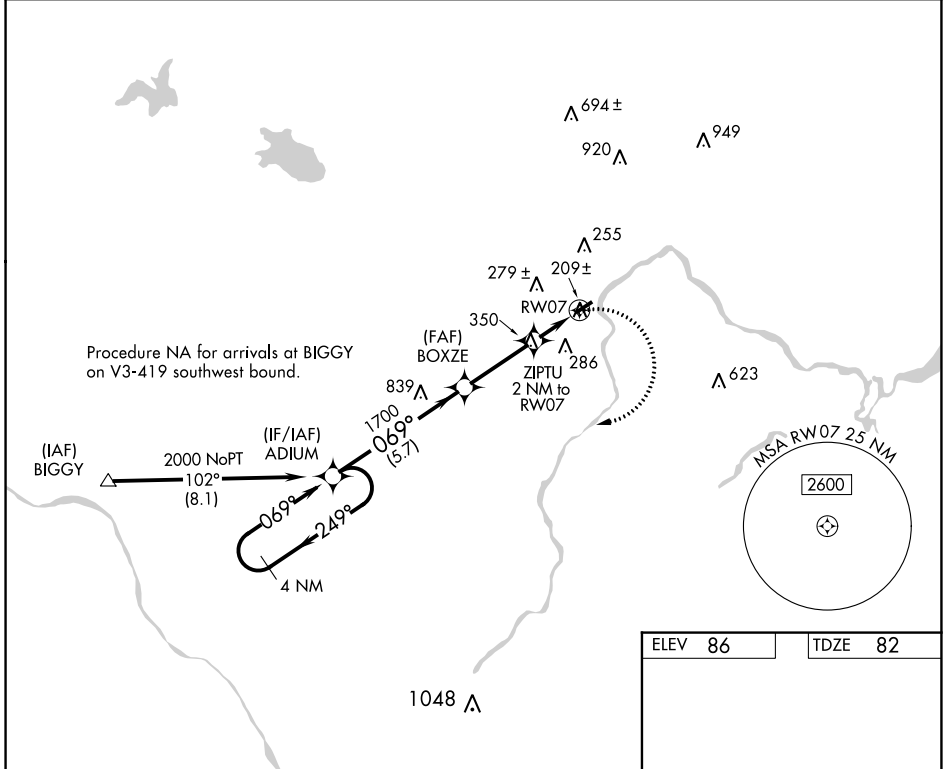 694 ±
920
949
255
279 ±
209±
RW07
350
(FAF)
BOXZE
286
ZIPTU
2 NM to
RW07
Procedure NA for arrivals at BIGGY
on V3-419 southwest bound.
839
623
1700
069°
(5.7)
(IF/IAF)
ADIUM
(IAF)
BIGGY
2000 NoPT
102°
(8.1)
069°
249°
4 NM
MSA RW07 25 NM
2600
ELEV 86
TDZE 82
1048